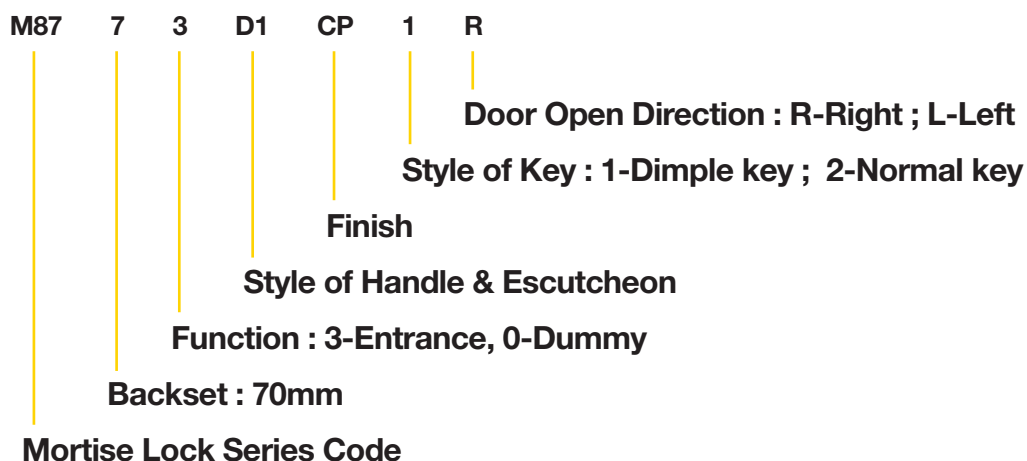 M87 7 3 D1 CP 1 R
Door Open Direction : R-Right ; L-Left
Style of Key : 1-Dimple key ; 2-Normal key
Finish
Style of Handle & Escutcheon
Function : 3-Entrance, 0-Dummy
Backset : 70mm
Mortise Lock Series Code